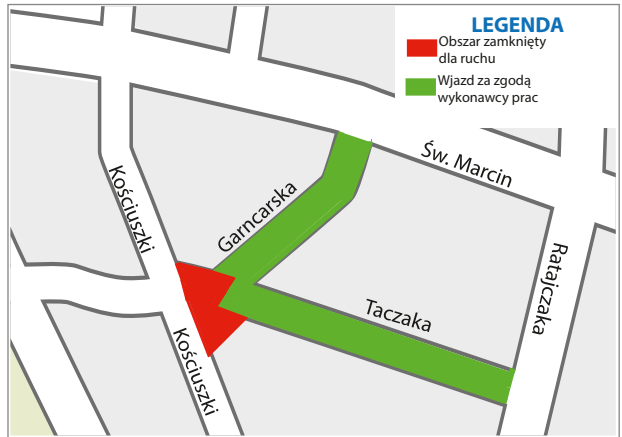 LEGENDA
Obszar zamknięty
dla ruchu
Wjazd za zgodą
wykonawcy prac
Św. Marcin
Kościuszki
Garncarska
Ratajczaka
Taczaka
Kościuszki